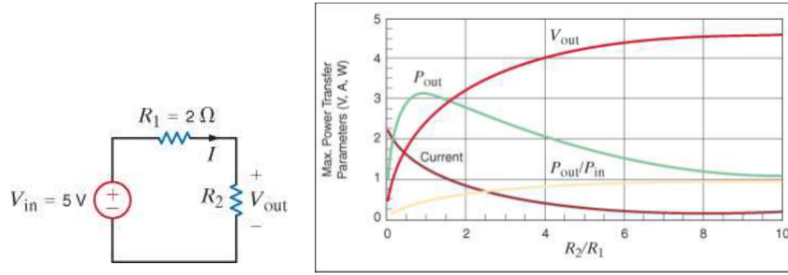 R1 = 2 Ω
I
Vin = 5 V
+
−
R2
+
Vout
−
Max. Power Transfer
Parameters (V, A, W)
5
4
3
2
1
0
Vout
Pout
Current
Pout/Pin
0 2 4 6 8 10
R2/R1